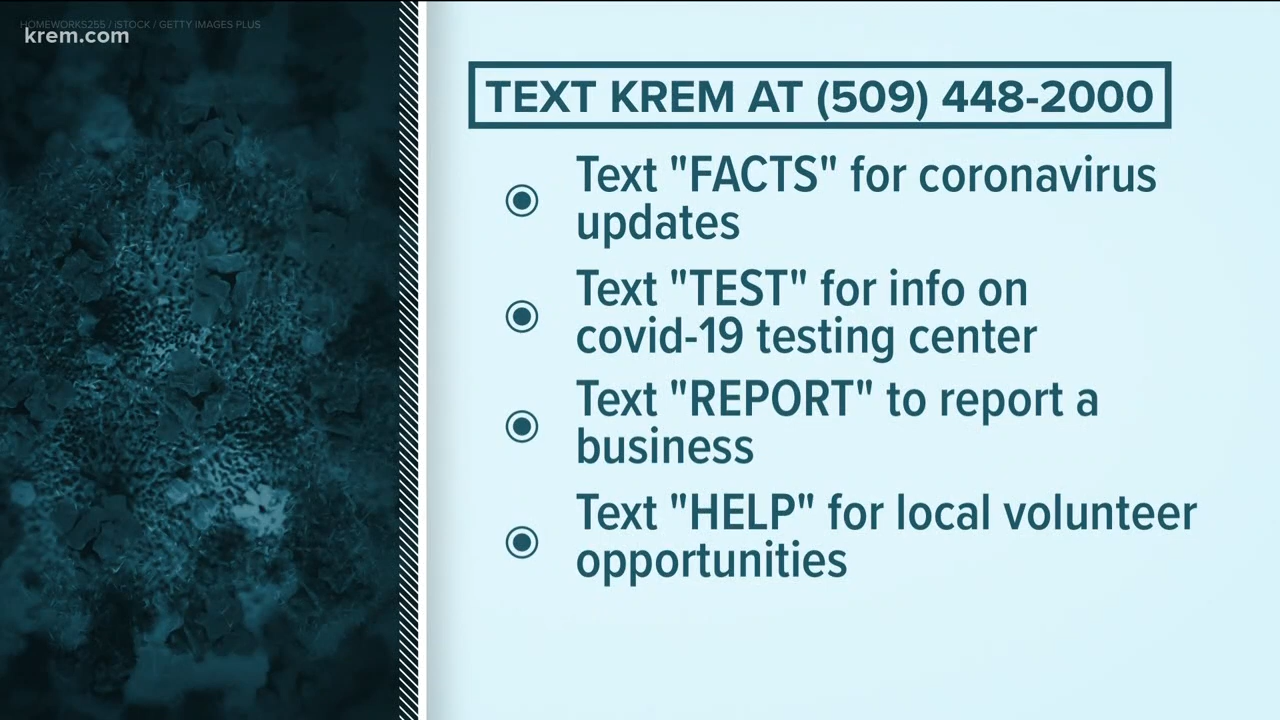 HOMEWORKS255 / iSTOCK / GETTY IMAGES PLUS
krem.com
TEXT KREM AT (509) 448-2000
Text "FACTS" for coronavirus
updates
Text "TEST" for info on
covid-19 testing center
Text "REPORT" to report a
business
Text "HELP" for local volunteer
opportunities